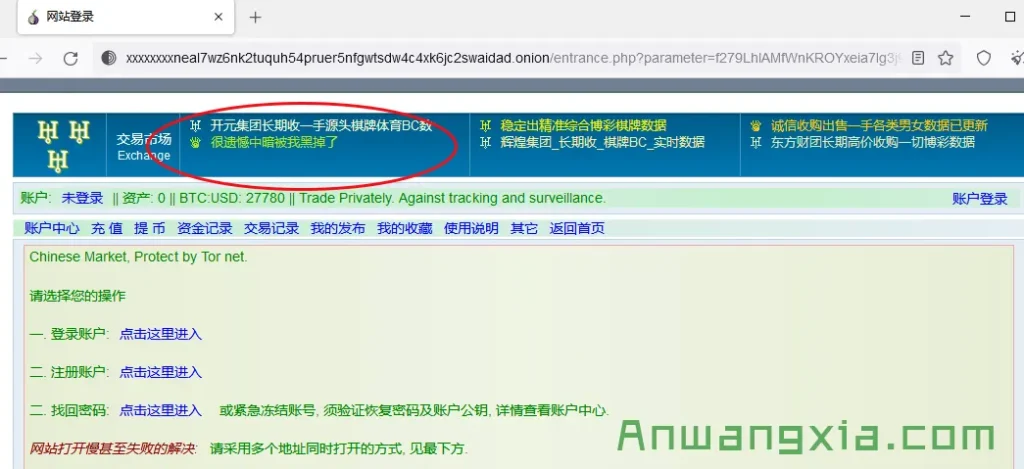 网站登录
xxxxxxxxneal7wz6nk2tuquh54pruer5nfgwtsdw4c4xk6jc2swaidad.onion/entrance.php?parameter=f279LhlAMfWnKROYxeia7lg3j
交易市场
Exchange
开元集团长期收一手源头棋牌体育BC数
很遗憾中暗被我黑掉了
稳定出精准综合博彩棋牌数据
辉煌集团_长期收_棋牌BC_实时数据
诚信收购出售一手各类男女数据已更新
东方财团长期高价收购一切博彩数据
账户: 未登录 || 资产: 0 || BTC:USD: 27780 || Trade Privately. Against tracking and surveillance. 账户登录
账户中心 充 值 提 币 资金记录 交易记录 我的发布 我的收藏 使用说明 其它 返回首页
Chinese Market, Protect by Tor net.
请选择您的操作
一. 登录账户: 点击这里进入
二. 注册账户: 点击这里进入
二. 找回密码: 点击这里进入 或紧急冻结账号, 须验证恢复密码及账户公钥, 详情查看账户中心.
网站打开慢甚至失败的解决: 请采用多个地址同时打开的方式, 见最下方.
Anwangxia.com